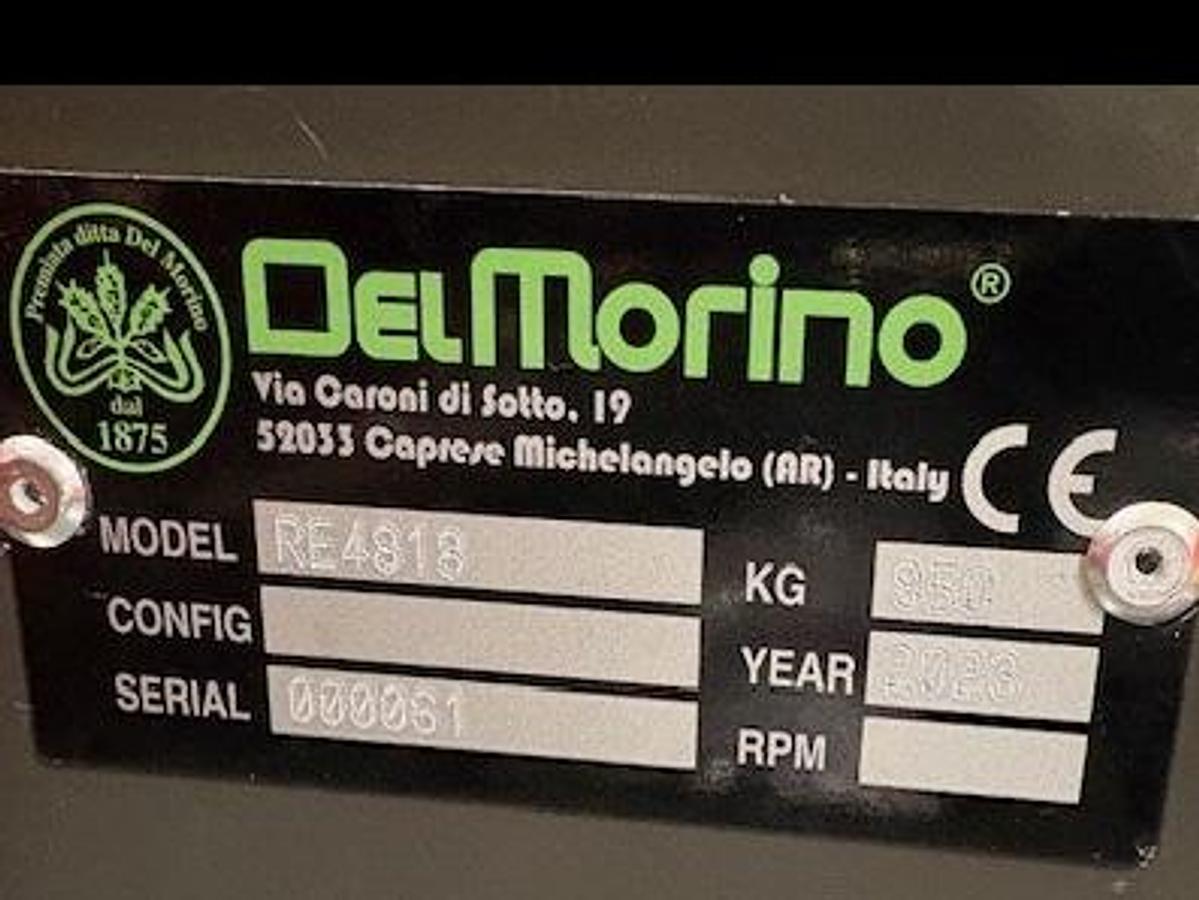 Premiata ditta Del Morino
dal
1875
DelMorino®
Via Caroni di Sotto, 19
52033 Caprese Michelangelo (AR) - Italy
CE
MODEL RE4818
KG 950
CONFIG
YEAR 2023
SERIAL
RPM